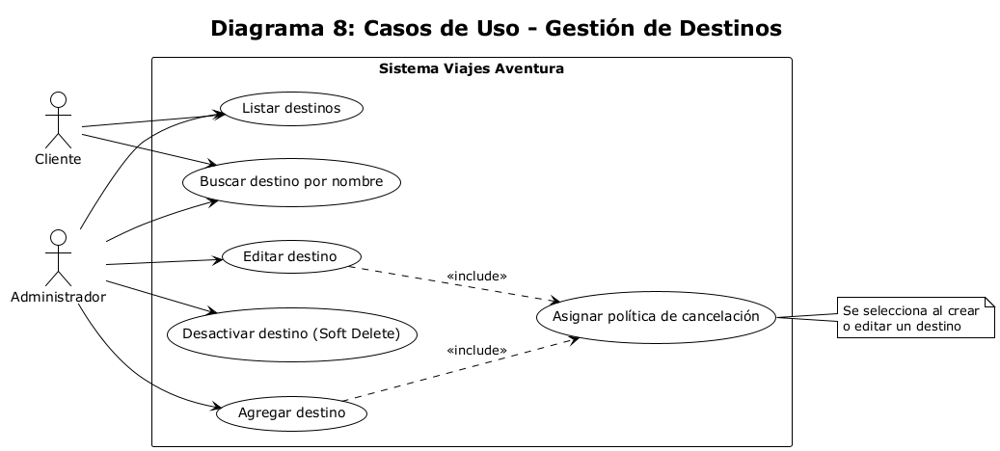 Diagrama 8: Casos de Uso - Gestión de Destinos
Sistema Viajes Aventura
Listar destinos
Cliente
Buscar destino por nombre
Editar destino
Administrador
«include»
Asignar política de cancelación
Se selecciona al crear
o editar un destino
Desactivar destino (Soft Delete)
«include»
Agregar destino